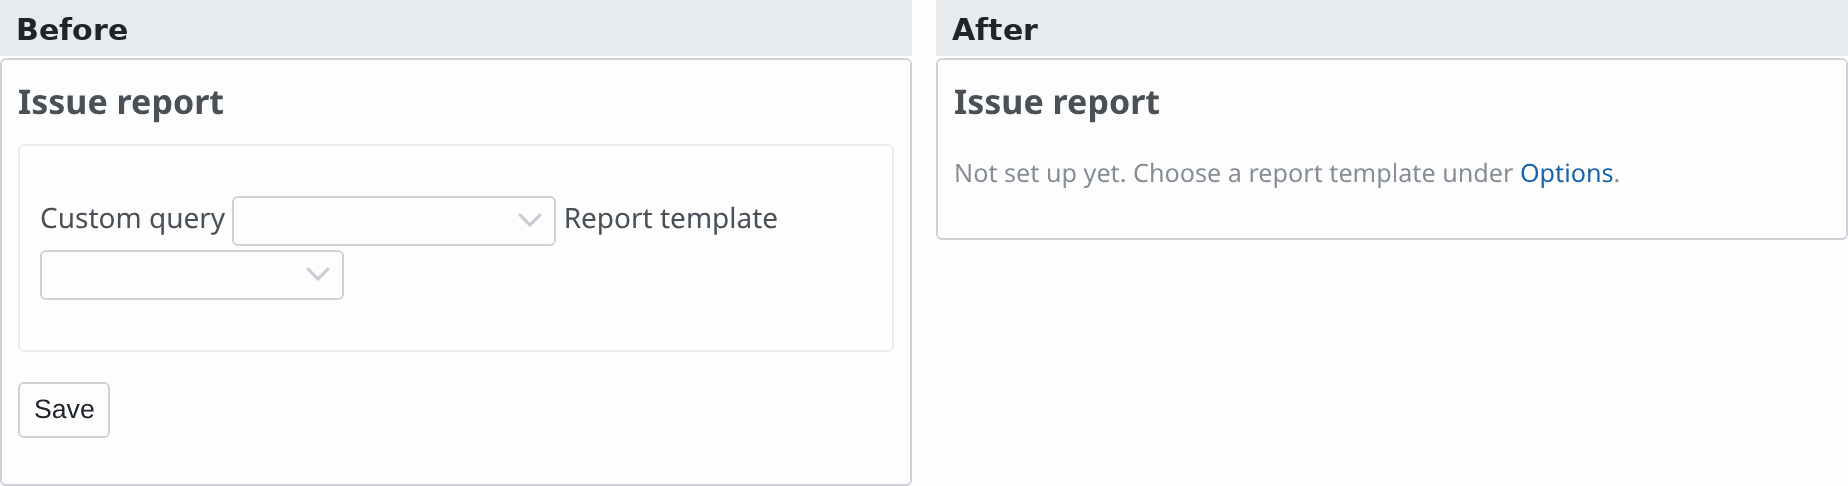 Before
Issue report
Custom query
Report template
Save
After
Issue report
Not set up yet. Choose a report template under Options.